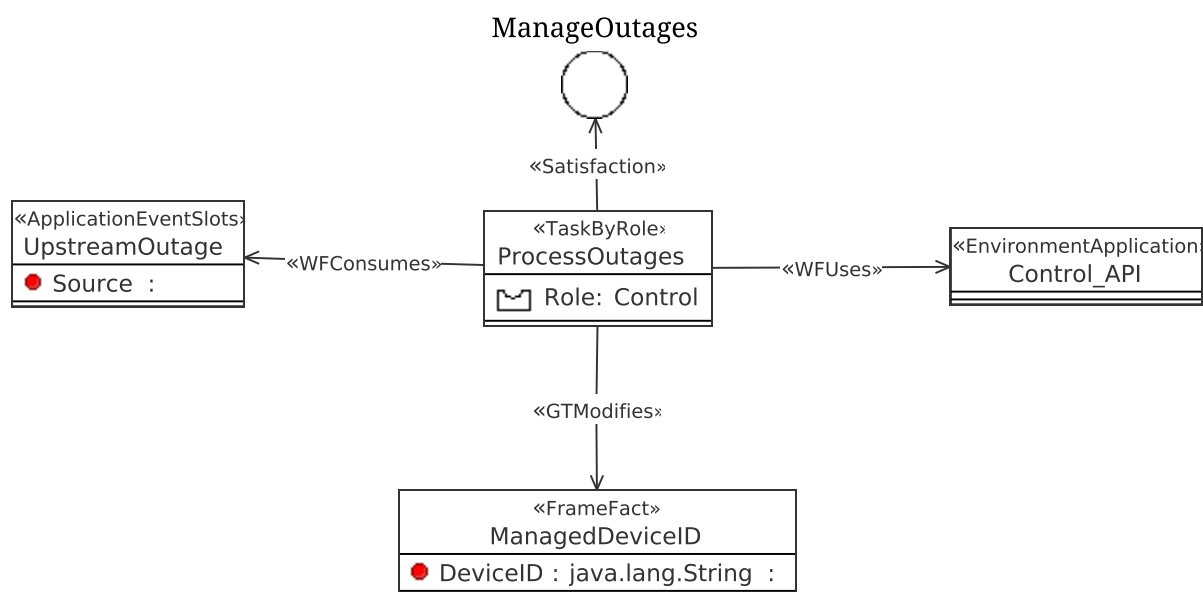 ManageOutages
«Satisfaction»
«ApplicationEventSlots»
UpstreamOutage
Source :
«WFConsumes»
«TaskByRole»
ProcessOutages
Role: Control
«WFUses»
«EnvironmentApplication»
Control_API
«GTModifies»
«FrameFact»
ManagedDeviceID
DeviceID : java.lang.String :